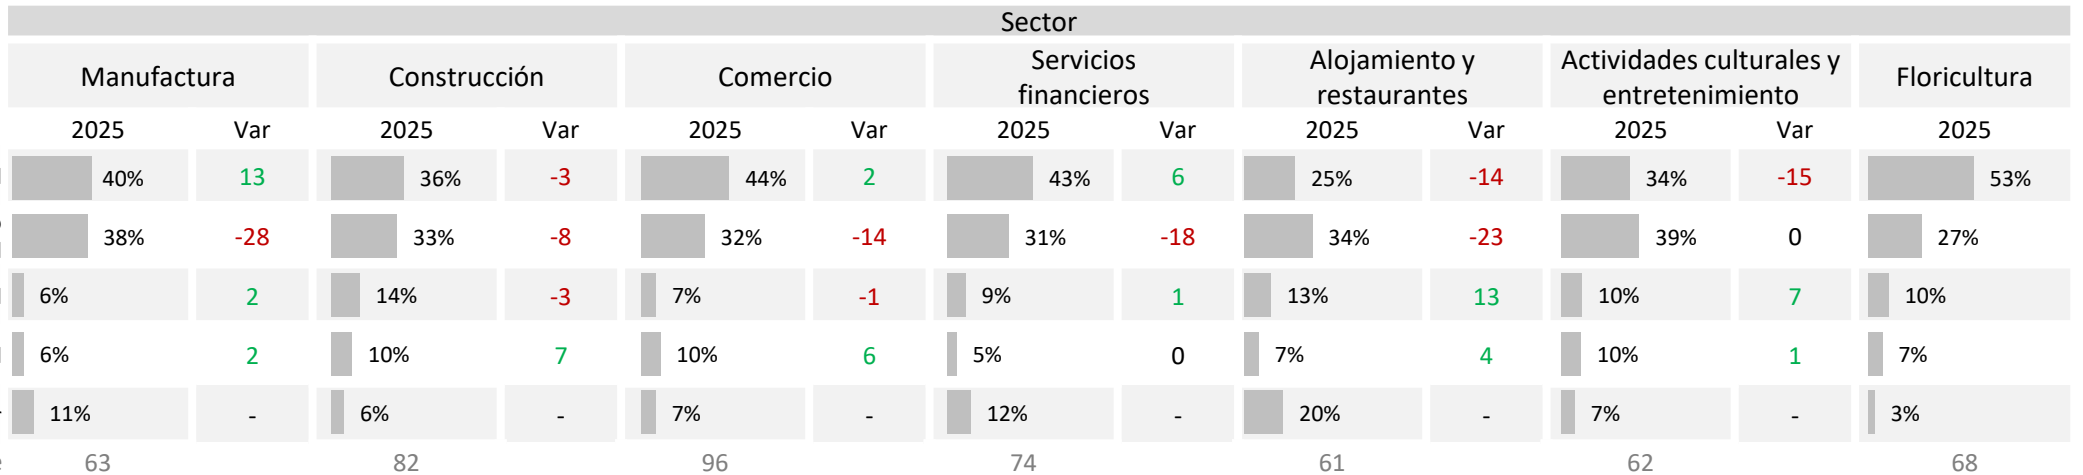 Sector
Manufactura Construcción Comercio Servicios financieros Alojamiento y restaurantes Actividades culturales y entretenimiento Floricultura
2025 Var 2025 Var 2025 Var 2025 Var 2025 Var 2025 Var 2025
40% 13 36% -3 44% 2 43% 6 25% -14 34% -15 53%
38% -28 33% -8 32% -14 31% -18 34% -23 39% 0 27%
6% 2 14% -3 7% -1 9% 1 13% 13 10% 7 10%
6% 2 10% 7 10% 6 5% 0 7% 4 10% 1 7%
11% - 6% - 7% - 12% - 20% - 7% - 3%
63 82 96 74 61 62 68